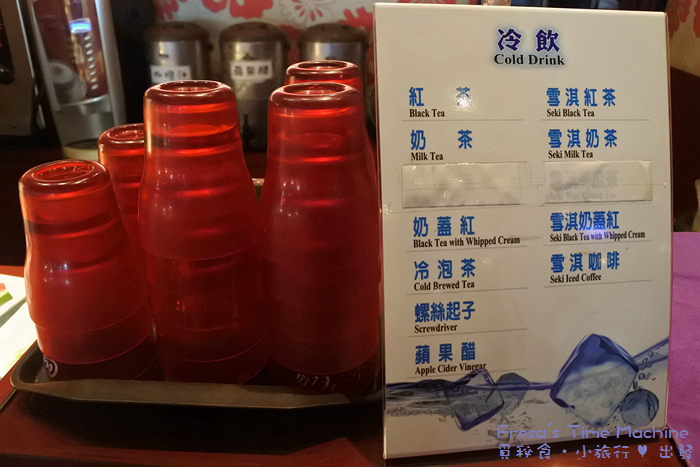 冷飲
Cold Drink
紅茶
Black Tea
奶茶
Milk Tea
奶蓋紅
Black Tea with Whipped Cream
冷泡茶
Cold Brewed Tea
螺絲起子
Screwdriver
蘋果醋
Apple Cider Vinegar
雪淇紅茶
Seki Black Tea
雪淇奶茶
Seki Milk Tea
雪淇奶蓋紅
Seki Black Tea with Whipped Cream
雪淇咖啡
Seki Iced Coffee
蘋果醋
Fresa's Time Machine
覓粮食・小旅行♥出發